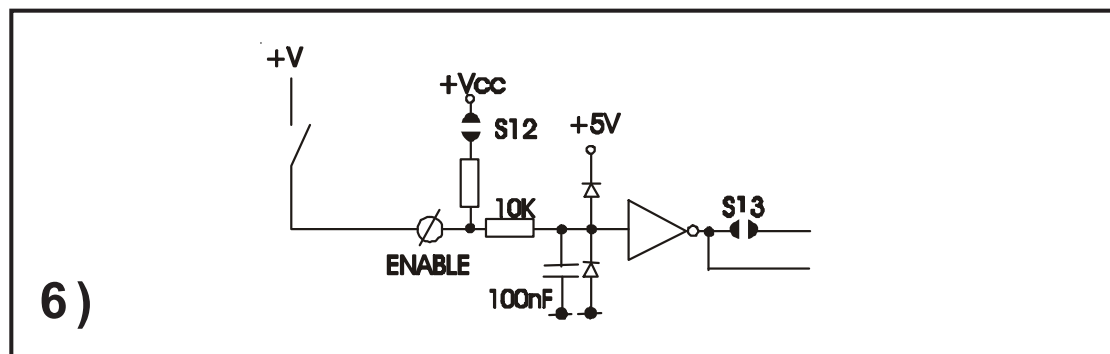 +V
+Vcc
S12
+5V
10K
S13
ENABLE
100nF
6)